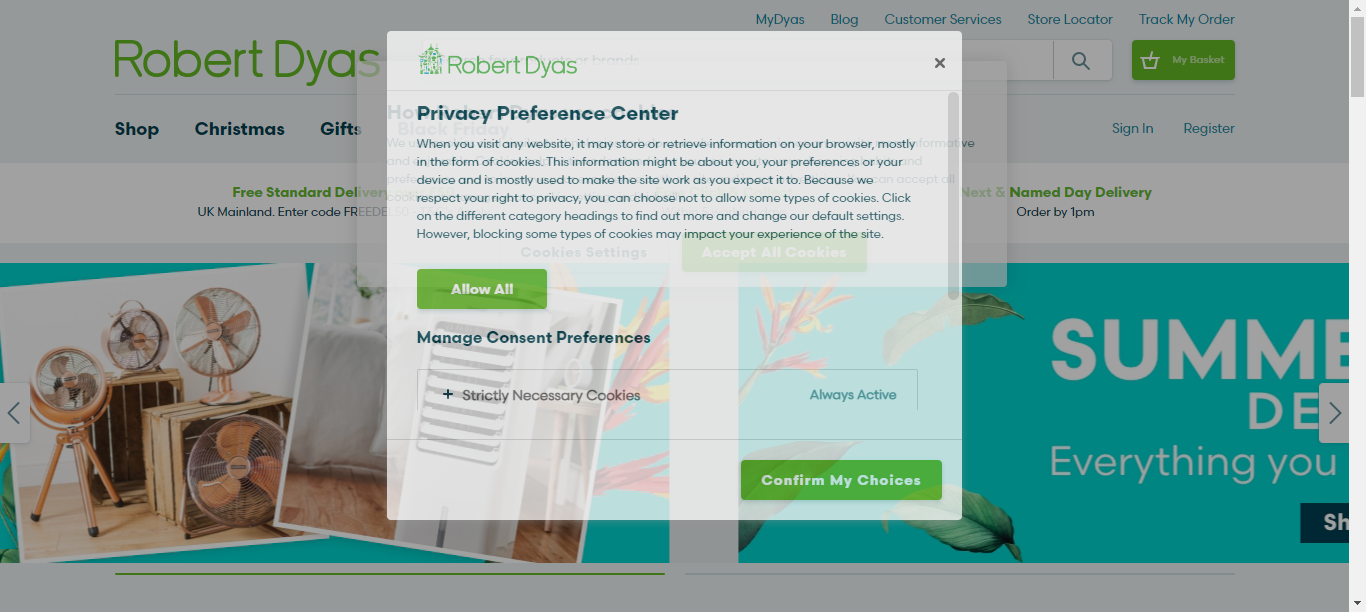 MyDyas Blog Customer Services Store Locator Track My Order
Robert Dyas
My Basket
Shop Christmas Gifts Black Friday
Sign In Register
Free Standard Delivery
UK Mainland. Enter code
Next & Named Day Delivery
Order by 1pm
Robert Dyas
Privacy Preference Center
When you visit any website, it may store or retrieve information on your browser, mostly
in the form of cookies. This information might be about you, your preferences or your
device and is mostly used to make the site work as you expect it to. Because we
respect your right to privacy, you can choose not to allow some types of cookies. Click
on the different category headings to find out more and change our default settings.
However, blocking some types of cookies may impact your experience of the site.
Cookies Settings Accept All Cookies
Allow All
Manage Consent Preferences
+ Strictly Necessary Cookies Always Active
Confirm My Choices
SUMME
DE
Everything you
Sh